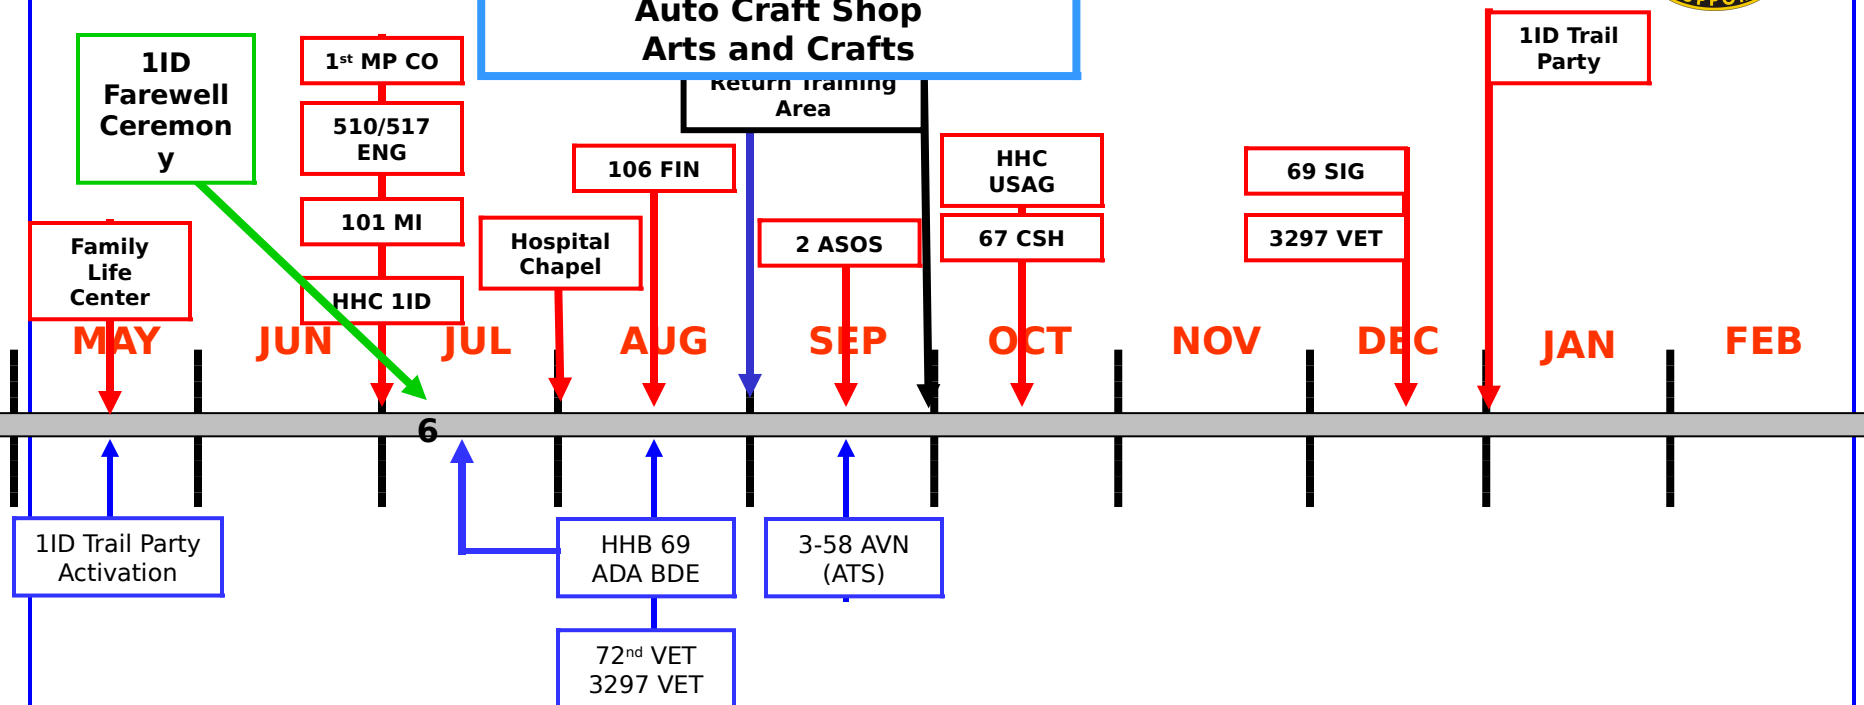 Auto Craft Shop
Arts and Crafts
SUPPORT
1ID
Farewell
Ceremon
y
1st MP CO
510/517
ENG
101 MI
HHC 1ID
Family
Life
Center
Hospital
Chapel
106 FIN
Return Training
Area
2 ASOS
HHC
USAG
67 CSH
69 SIG
3297 VET
1ID Trail
Party
MAY
JUN
JUL
AUG
SEP
OCT
NOV
DEC
JAN
FEB
6
1ID Trail Party
Activation
HHB 69
ADA BDE
3-58 AVN
(ATS)
72nd VET
3297 VET